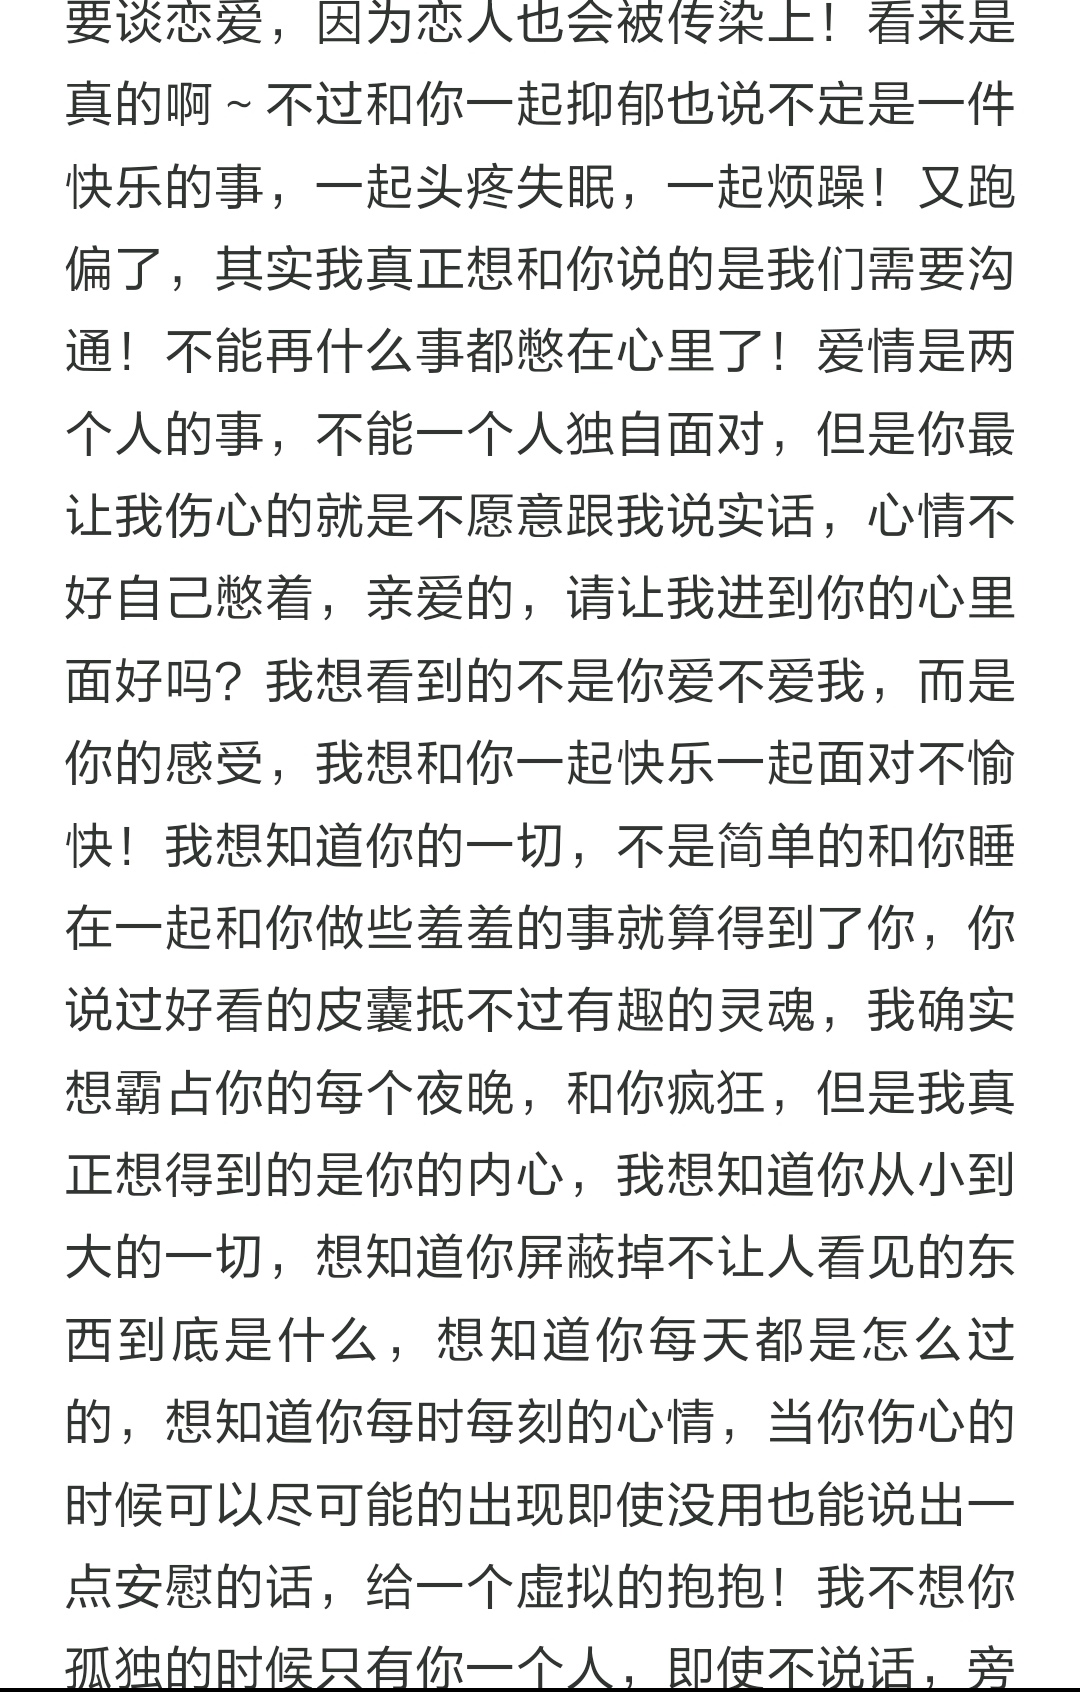 要谈恋爱，因为恋人也会被传染上！看来是
真的啊～不过和你一起抑郁也说不定是一件
快乐的事，一起头疼失眠，一起烦躁！又跑
偏了，其实我真正想和你说的是我们需要沟
通！不能再什么事都憋在心里了！爱情是两
个人的事，不能一个人独自面对，但是你最
让我伤心的就是不愿意跟我说实话，心情不
好自己憋着，亲爱的，请让我进到你的心里
面好吗？我想看到的不是你爱不爱我，而是
你的感受，我想和你一起快乐一起面对不愉
快！我想知道你的一切，不是简单的和你睡
在一起和你做些羞羞的事就算得到了你，你
说过好看的皮囊抵不过有趣的灵魂，我确实
想霸占你的每个夜晚，和你疯狂，但是我真
正想得到的是你的内心，我想知道你从小到
大的一切，想知道你屏蔽掉不让人看见的东
西到底是什么，想知道你每天都是怎么过
的，想知道你每时每刻的心情，当你伤心的
时候可以尽可能的出现即使没用也能说出一
点安慰的话，给一个虚拟的抱抱！我不想你
孤独的时候只有你一个人，即使不说话，旁